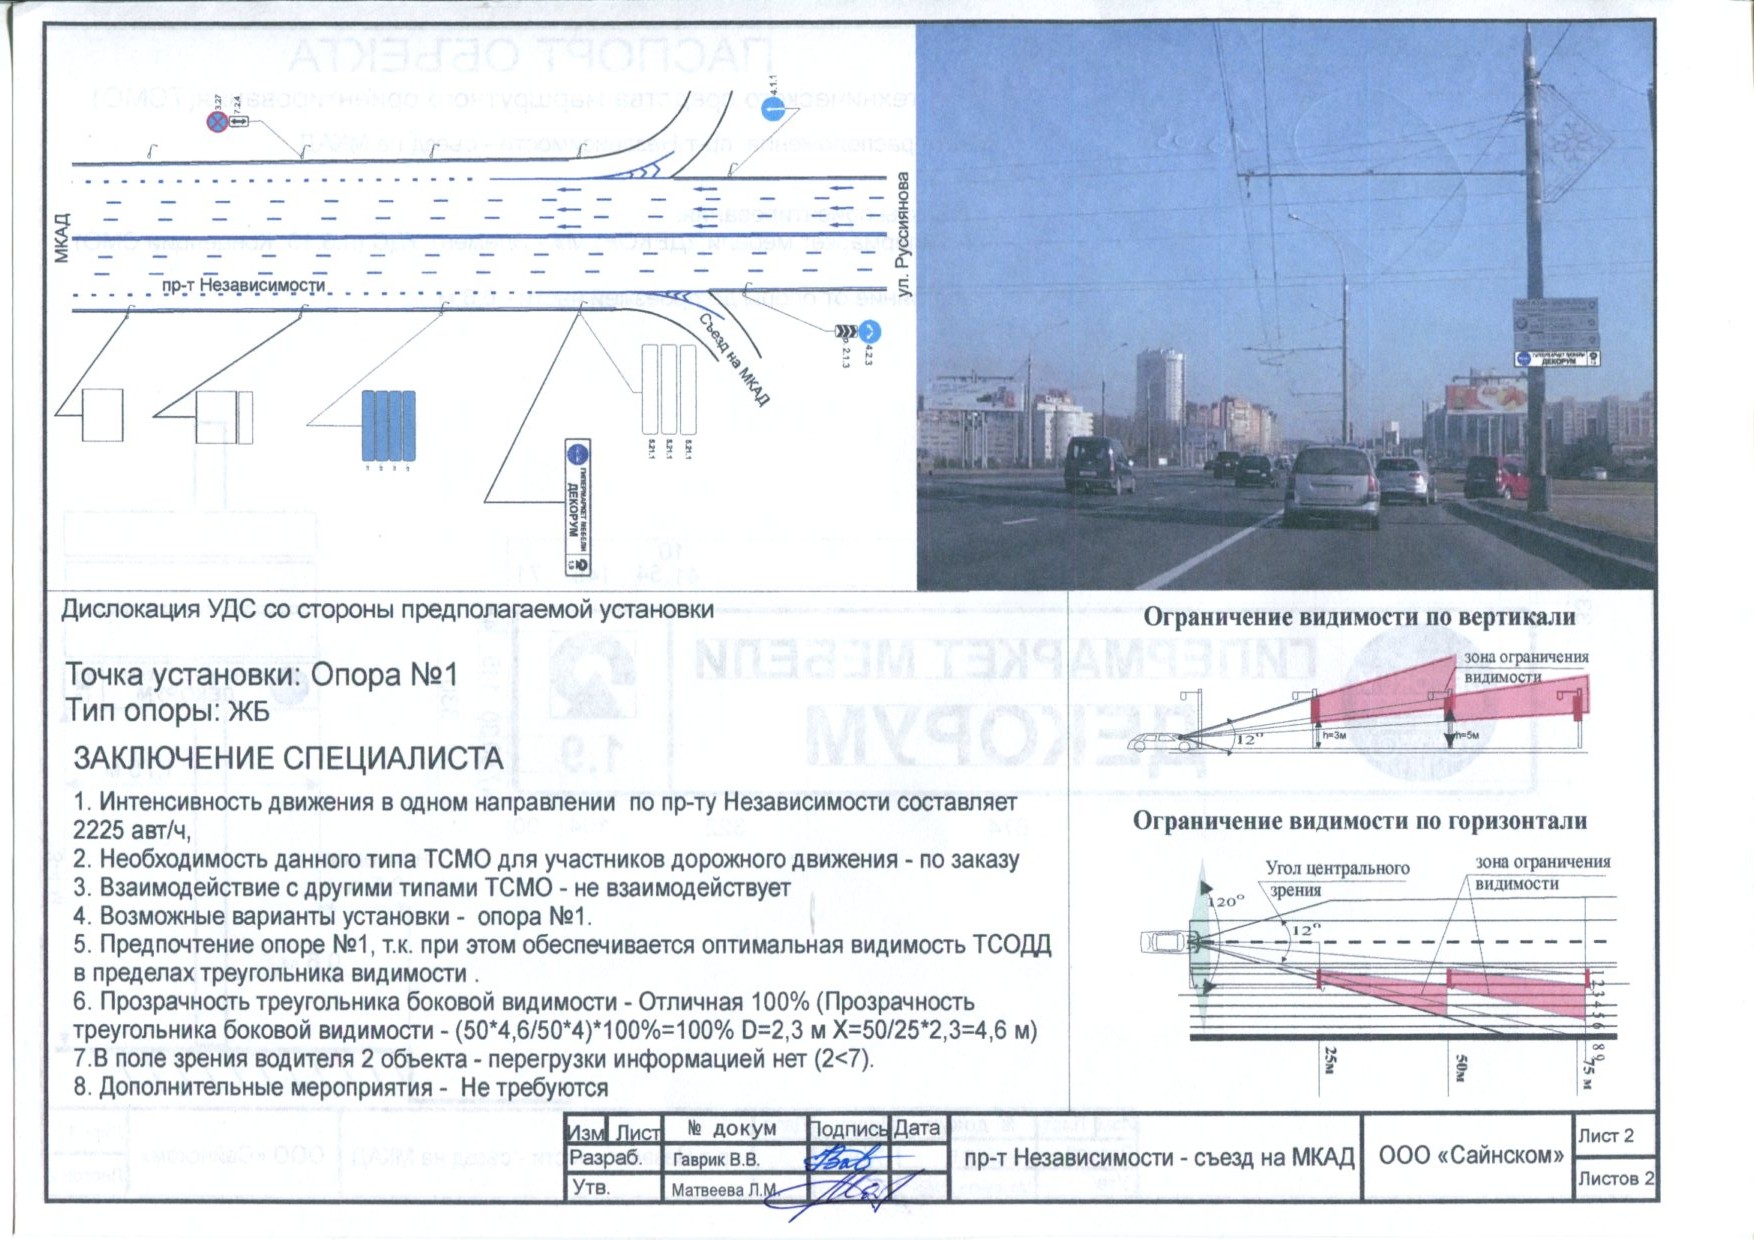 3.27
7.2.4
4.1.1
МКАД
ул. Руссиянова
пр-т Независимости
Съезд на МКАД
р. 2.1.3
4.2.3
5.21.1
5.21.1
5.21.1
ГИПЕРМАРКЕТ МЕБЕЛИ
ДЕКОРУМ
1.9
ГИПЕРМАРКЕТ МЕБЕЛИ
ДЕКОРУМ
Дислокация УДС со стороны предполагаемой установки
Точка установки: Опора №1
Тип опоры: ЖБ
ЗАКЛЮЧЕНИЕ СПЕЦИАЛИСТА
1. Интенсивность движения в одном направлении по пр-ту Независимости составляет
2225 авт/ч,
2. Необходимость данного типа ТСМО для участников дорожного движения - по заказу
3. Взаимодействие с другими типами ТСМО - не взаимодействует
4. Возможные варианты установки - опора №1.
5. Предпочтение опоре №1, т.к. при этом обеспечивается оптимальная видимость ТСОДД
в пределах треугольника видимости .
6. Прозрачность треугольника боковой видимости - Отличная 100% (Прозрачность
треугольника боковой видимости - (50*4,6/50*4)*100%=100% D=2,3 м X=50/25*2,3=4,6 м)
7.В поле зрения водителя 2 объекта - перегрузки информацией нет (2<7).
8. Дополнительные мероприятия - Не требуются
Ограничение видимости по вертикали
зона ограничения
видимости
12°
h=3м
h=5м
Ограничение видимости по горизонтали
Угол центрального
зрения
зона ограничения
видимости
120°
12°
1 2 3 4 5 6 8 9
25м
50м
75 м
Изм Лист № докум Подпись Дата
Разраб. Гаврик В.В.
Утв. Матвеева Л.М.
пр-т Независимости - съезд на МКАД
ООО «Сайнском»
Лист 2
Листов 2